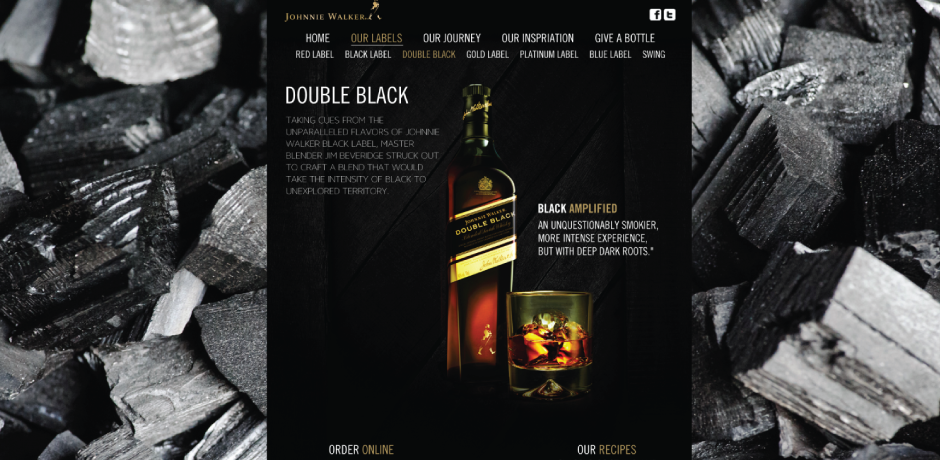 JOHNNIE WALKER
HOME OUR LABELS OUR JOURNEY OUR INSPRIATION GIVE A BOTTLE
RED LABEL BLACK LABEL DOUBLE BLACK GOLD LABEL PLATINUM LABEL BLUE LABEL SWING
DOUBLE BLACK
TAKING CUES FROM THE
UNPARALLELED FLAVORS OF JOHNNIE
WALKER BLACK LABEL, MASTER
BLENDER JIM BEVERIDGE STRUCK OUT
TO CRAFT A BLEND THAT WOULD
TAKE THE INTENSITY OF BLACK TO
UNEXPLORED TERRITORY.
JOHNNIE WALKER
DOUBLE BLACK
BLACK AMPLIFIED
AN UNQUESTIONABLY SMOKIER,
MORE INTENSE EXPERIENCE,
BUT WITH DEEP DARK ROOTS."
ORDER ONLINE
OUR RECIPES